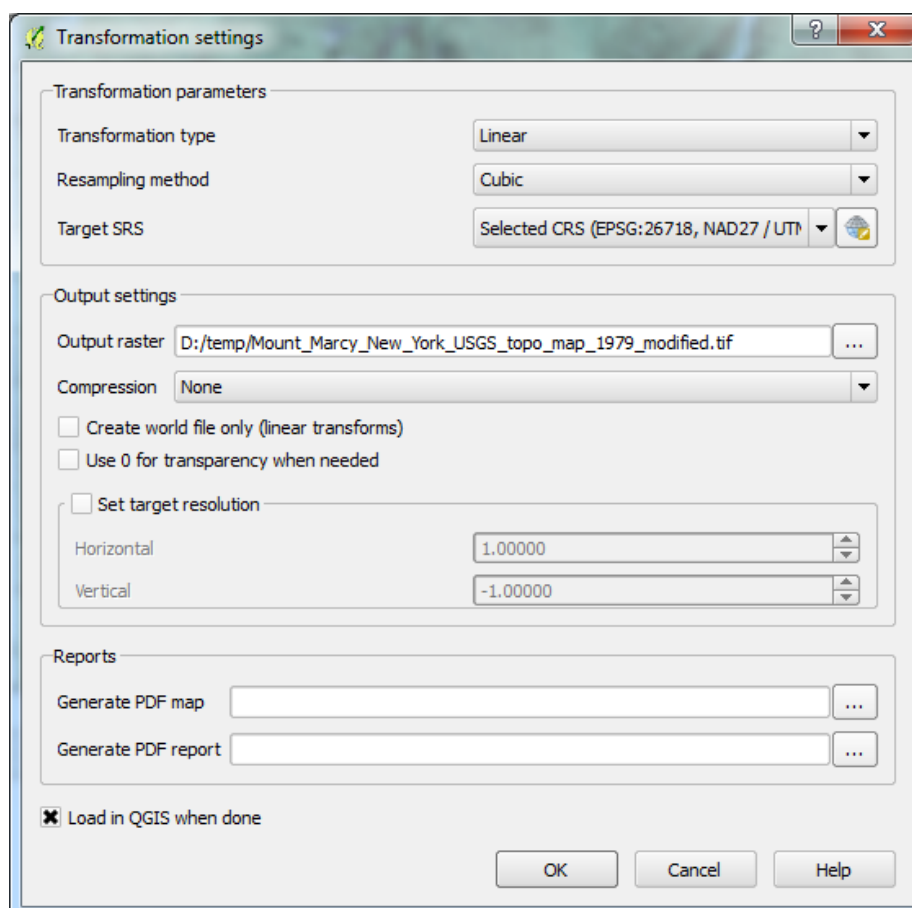 Transformation settings
?
Transformation parameters
Transformation type Linear
Resampling method Cubic
Target SRS Selected CRS (EPSG:26718, NAD27 / UTM
Output settings
Output raster D:/temp/Mount_Marcy_New_York_USGS_topo_map_1979_modified.tif ...
Compression None
Create world file only (linear transforms)
Use 0 for transparency when needed
Set target resolution
Horizontal 1.00000
Vertical -1.00000
Reports
Generate PDF map ...
Generate PDF report ...
Load in QGIS when done
OK Cancel Help